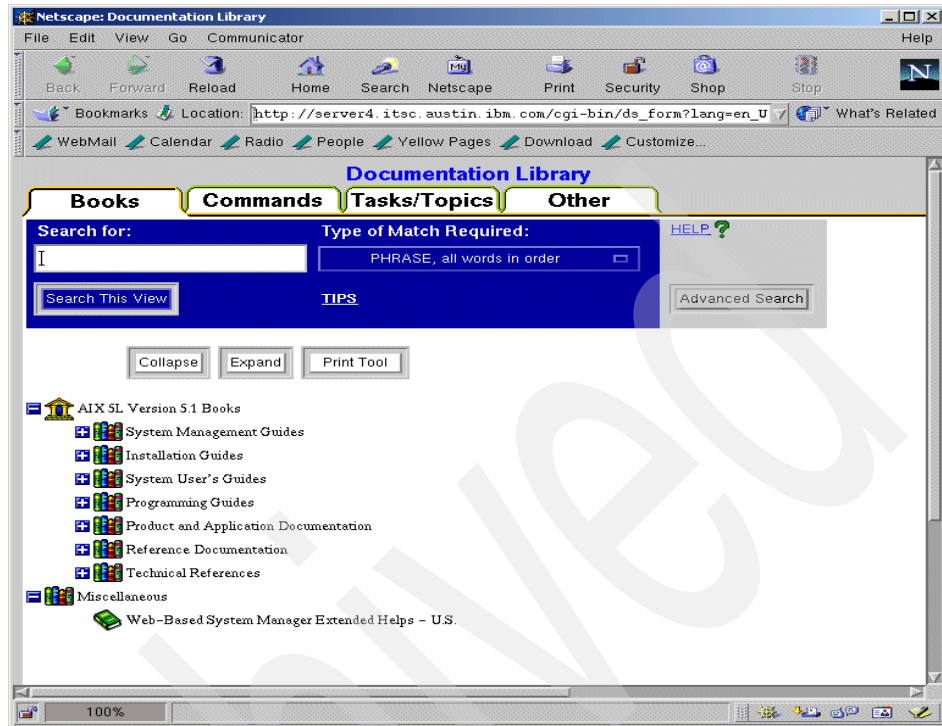 Netscape: Documentation Library
File Edit View Go Communicator Help
Back Forward Reload Home Search Netscape Print Security Shop Stop
My
N
Bookmarks Location: http://server4.itsc.austin.ibm.com/cgi-bin/ds_form?lang=en_U What's Related
WebMail Calendar Radio People Yellow Pages Download Customize...
Documentation Library
Books Commands Tasks/Topics Other
Search for: Type of Match Required: HELP ?
PHRASE, all words in order
Search This View TIPS Advanced Search
Collapse Expand Print Tool
AIX 5L Version 5.1 Books
System Management Guides
Installation Guides
System User's Guides
Programming Guides
Product and Application Documentation
Reference Documentation
Technical References
Miscellaneous
Web-Based System Manager Extended Helps - U.S.
100%